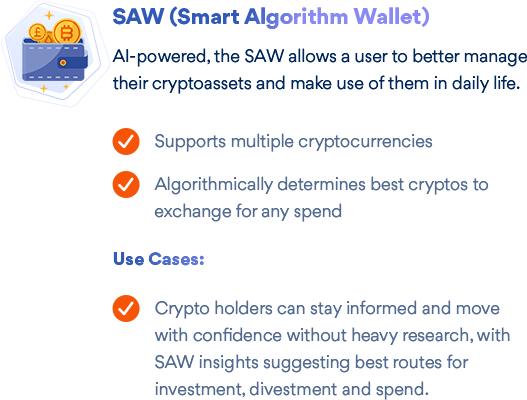 SAW (Smart Algorithm Wallet)
AI-powered, the SAW allows a user to better manage
their cryptoassets and make use of them in daily life.
Supports multiple cryptocurrencies
Algorithmically determines best cryptos to
exchange for any spend
Use Cases:
Crypto holders can stay informed and move
with confidence without heavy research, with
SAW insights suggesting best routes for
investment, divestment and spend.